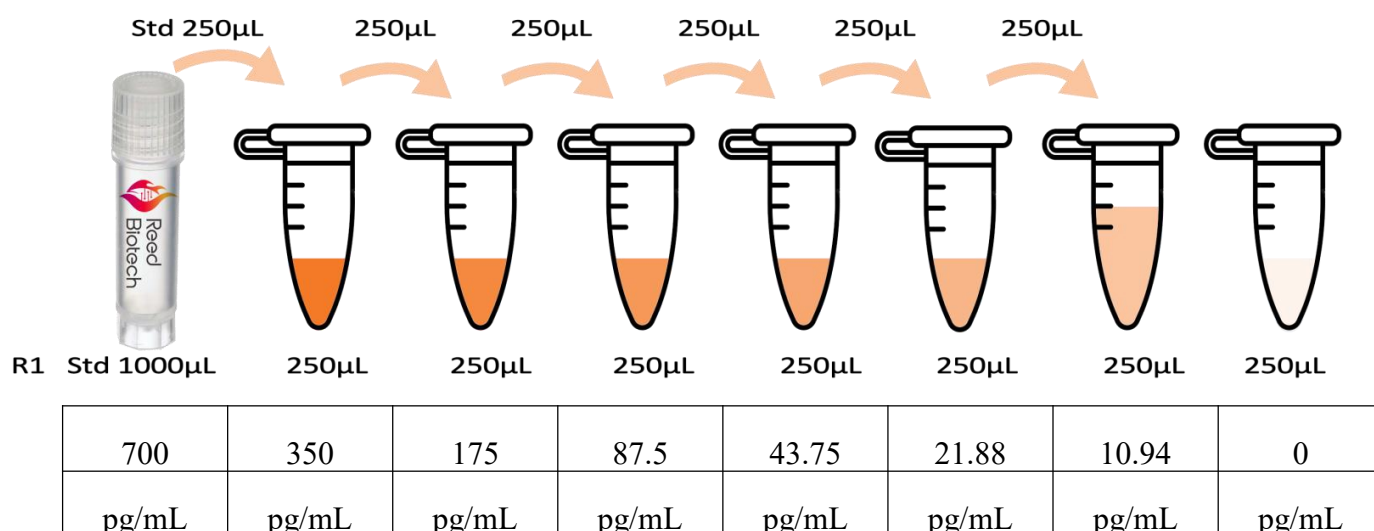 Std 250μL 250μL 250μL 250μL 250μL 250μL
Reed
Biotech
R1 Std 1000μL 250μL 250μL 250μL 250μL 250μL 250μL 250μL
700 350 175 87.5 43.75 21.88 10.94 0
pg/mL pg/mL pg/mL pg/mL pg/mL pg/mL pg/mL pg/mL